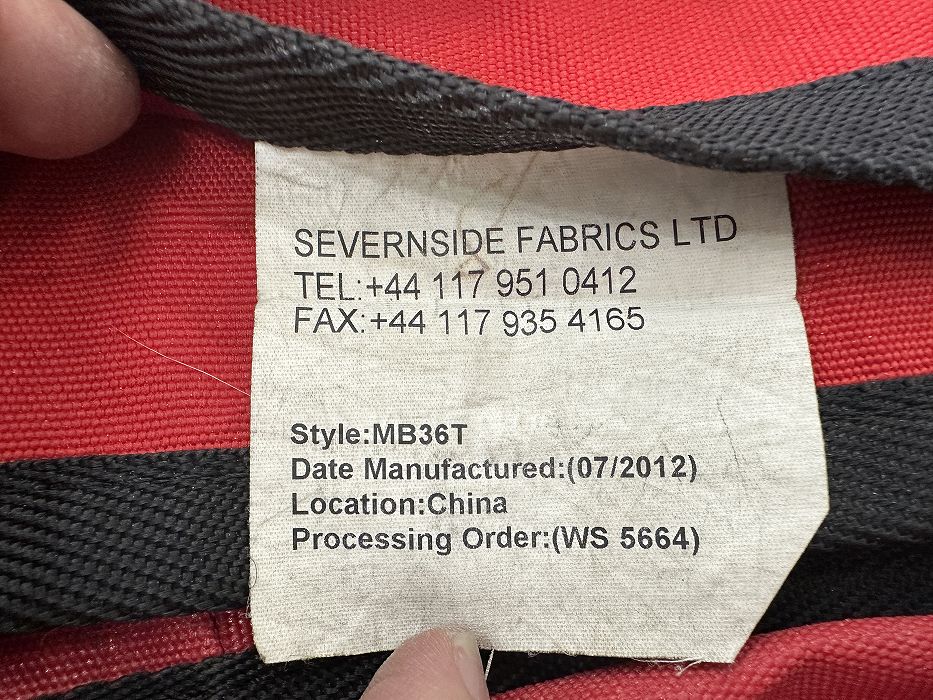 SEVERNSIDE FABRICS LTD
TEL:+44 117 951 0412
FAX:+44 117 935 4165
Style:MB36T
Date Manufactured:(07/2012)
Location:China
Processing Order:(WS 5664)